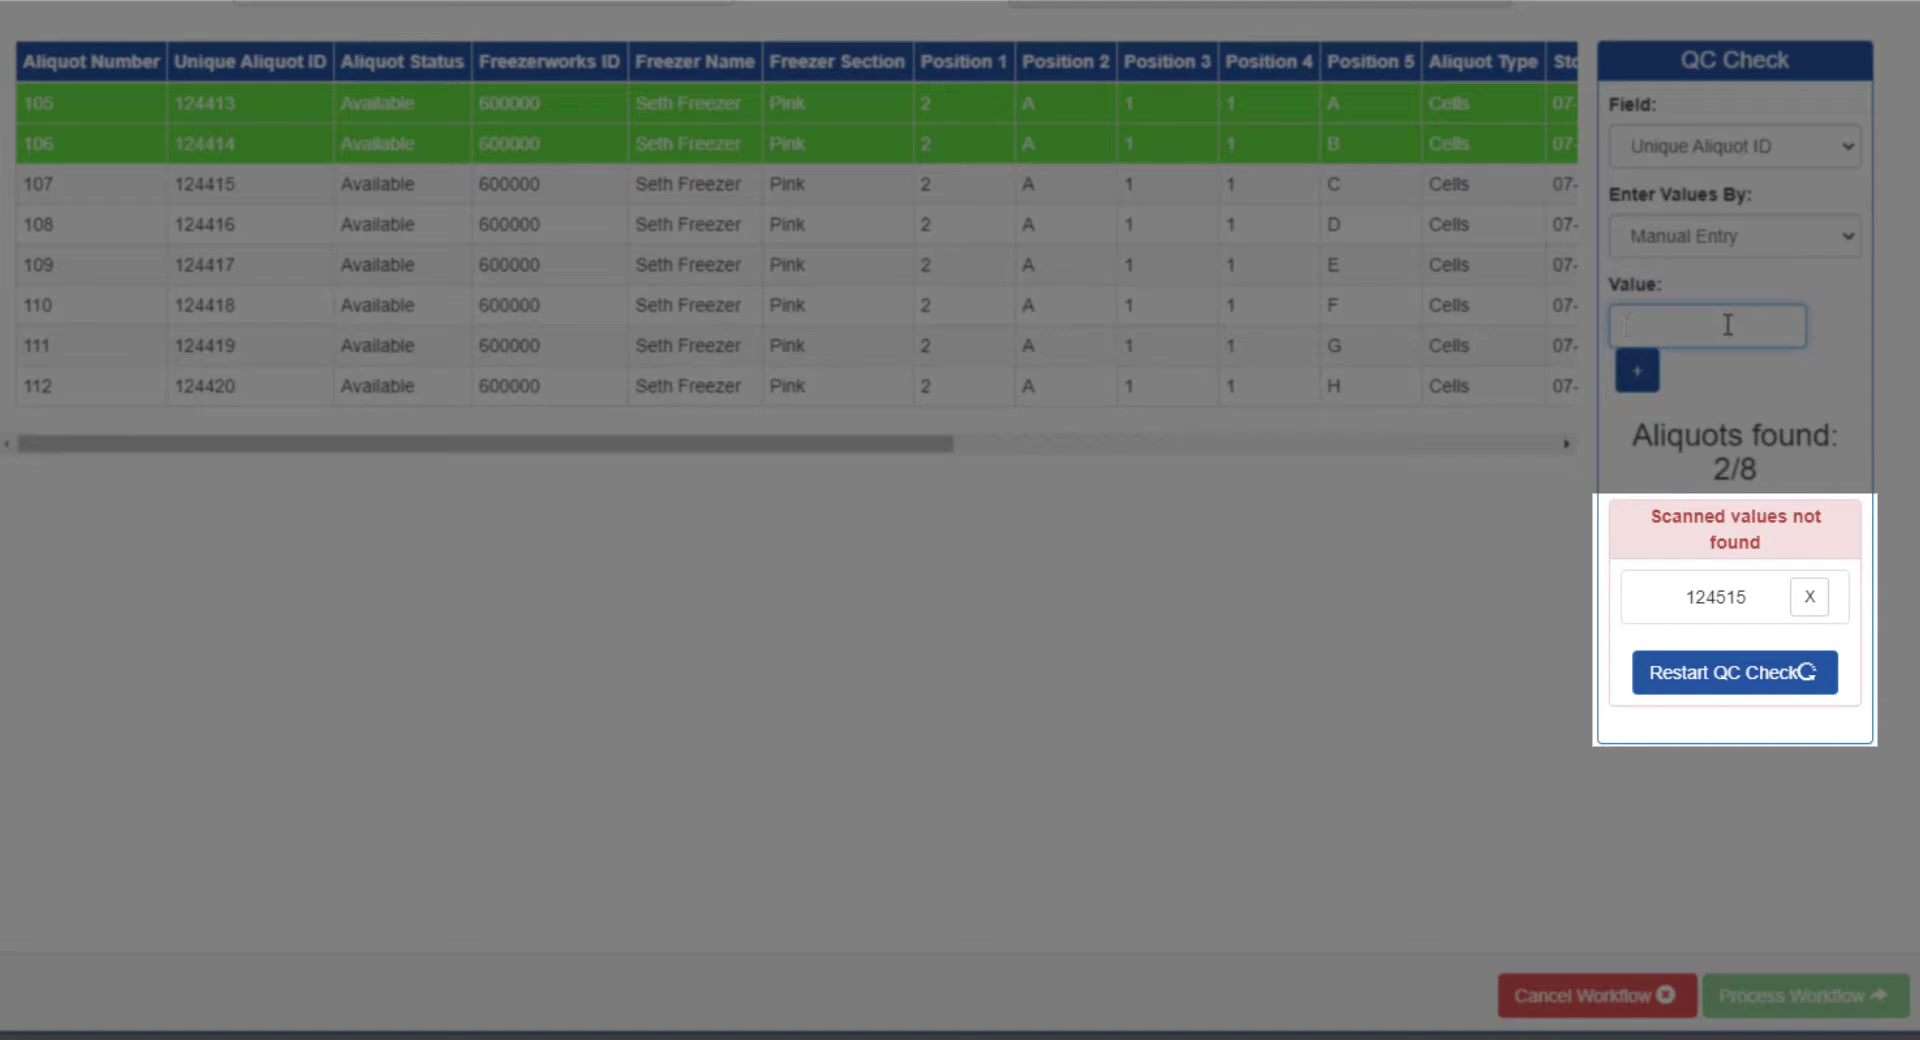 Aliquot Number Unique Aliquot ID Aliquot Status Freezerworks ID Freezer Name Freezer Section Position 1 Position 2 Position 3 Position 4 Position 5 Aliquot Type Sto
105 124413 Available 600000 Seth Freezer Pink 2 A 1 1 A Cells 07-
106 124414 Available 600000 Seth Freezer Pink 2 A 1 1 B Cells 07-
107 124415 Available 600000 Seth Freezer Pink 2 A 1 1 C Cells 07-
108 124416 Available 600000 Seth Freezer Pink 2 A 1 1 D Cells 07-
109 124417 Available 600000 Seth Freezer Pink 2 A 1 1 E Cells 07-
110 124418 Available 600000 Seth Freezer Pink 2 A 1 1 F Cells 07-
111 124419 Available 600000 Seth Freezer Pink 2 A 1 1 G Cells 07-
112 124420 Available 600000 Seth Freezer Pink 2 A 1 1 H Cells 07-
QC Check
Field:
Unique Aliquot ID
Enter Values By:
Manual Entry
Value:
+
Aliquots found:
2/8
Scanned values not
found
124515 X
Restart QC Check
Cancel Workflow Process Workflow